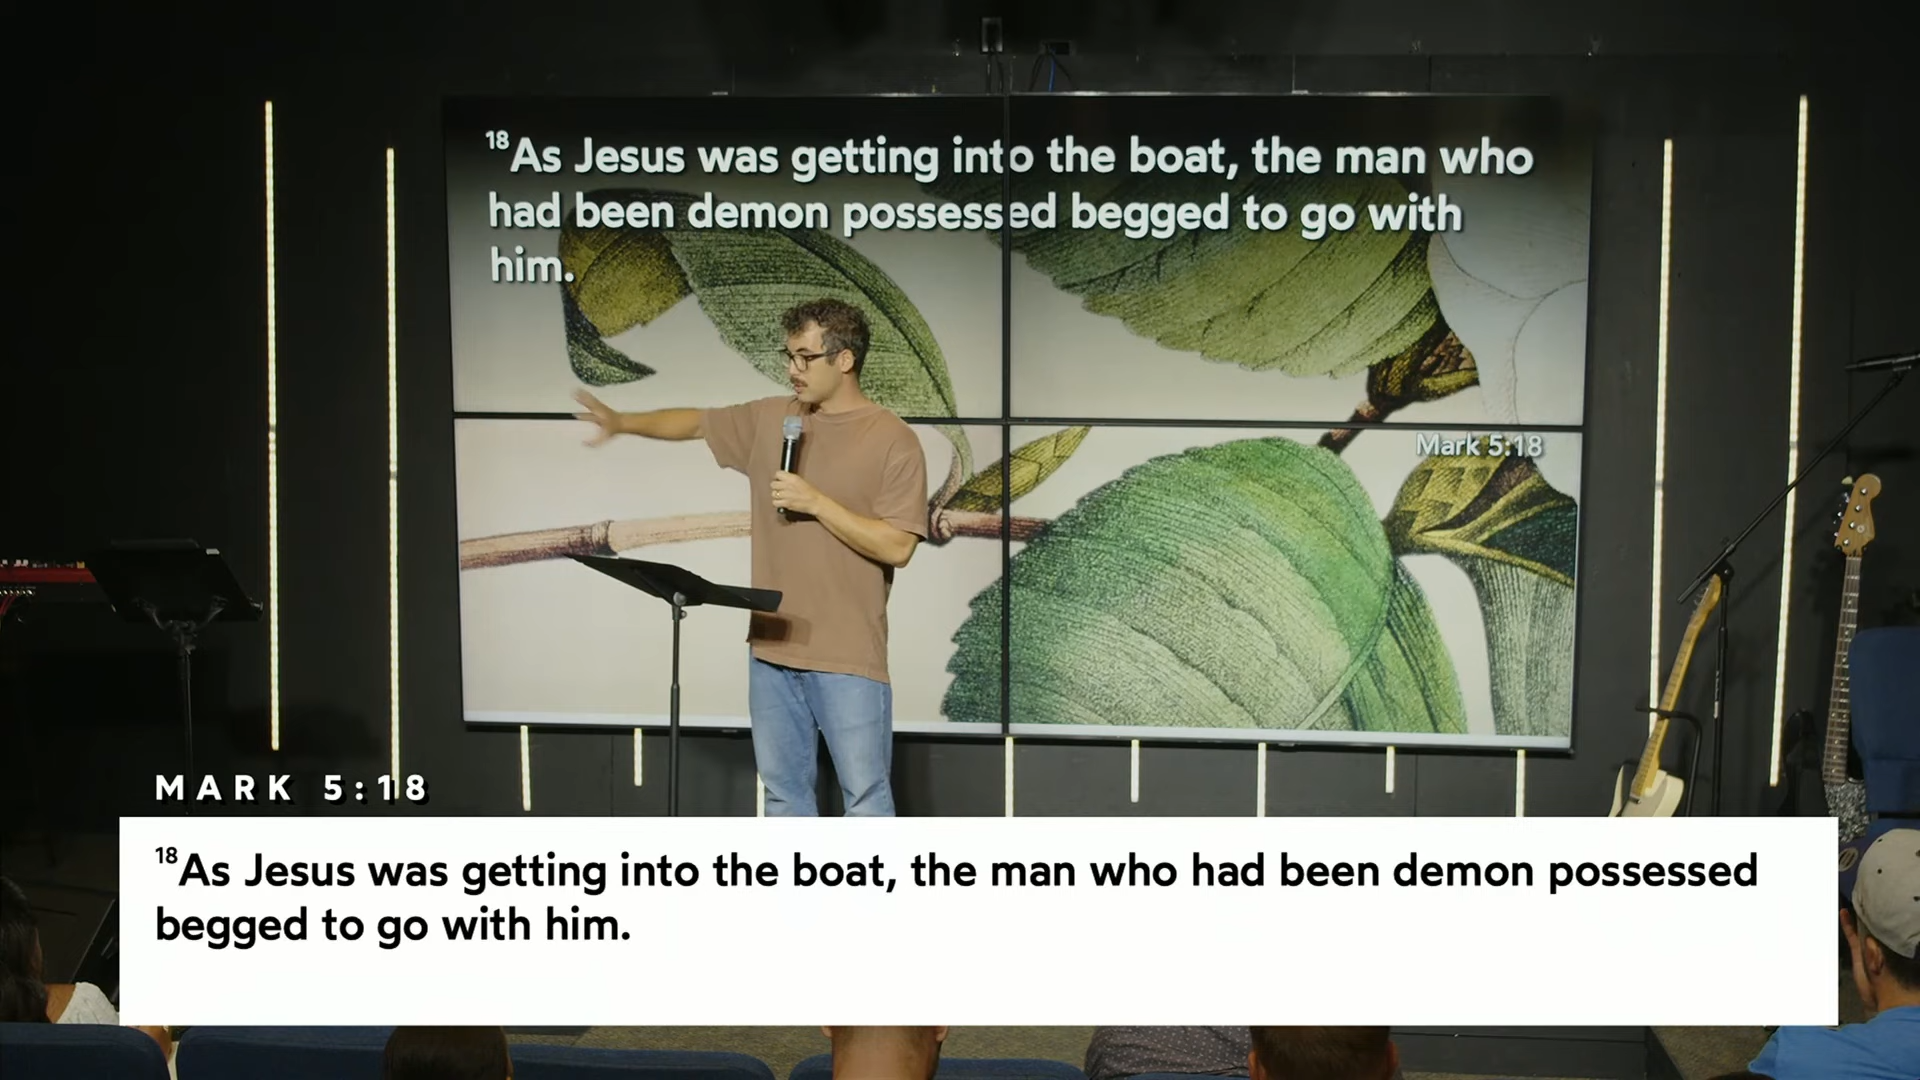 18As Jesus was getting into the boat, the man who
had been demon possessed begged to go with
him.
Mark 5:18
MARK 5:18
18As Jesus was getting into the boat, the man who had been demon possessed
begged to go with him.